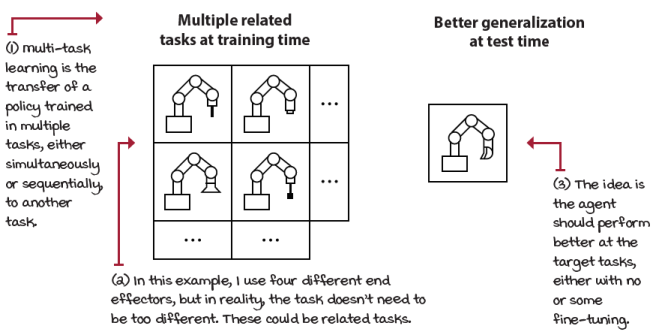 Multiple related
tasks at training time
Better generalization
at test time
(1) multi-task
learning is the
transfer of a
policy trained
in multiple
tasks, either
simultaneously
or sequentially,
to another
task.
...
...
... ...
(2) In this example, I use four different end
effectors, but in reality, the task doesn't need to
be too different. These could be related tasks.
(3) The idea is
the agent
should perform
better at the
target tasks,
either with no
or some
fine-tuning.